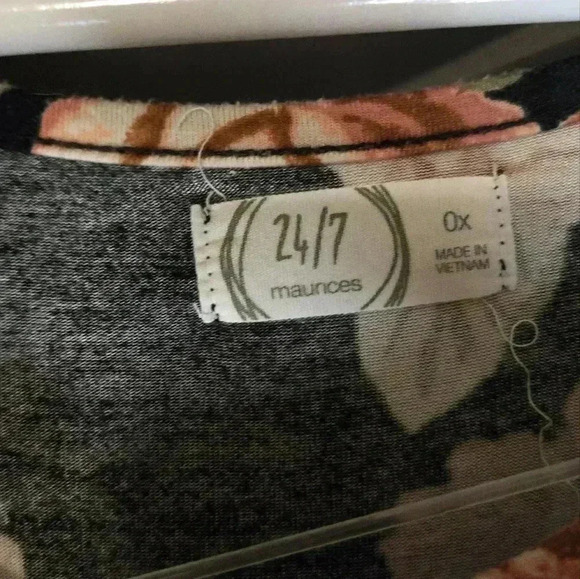 24/7
maurices
0x
MADE IN
VIETNAM